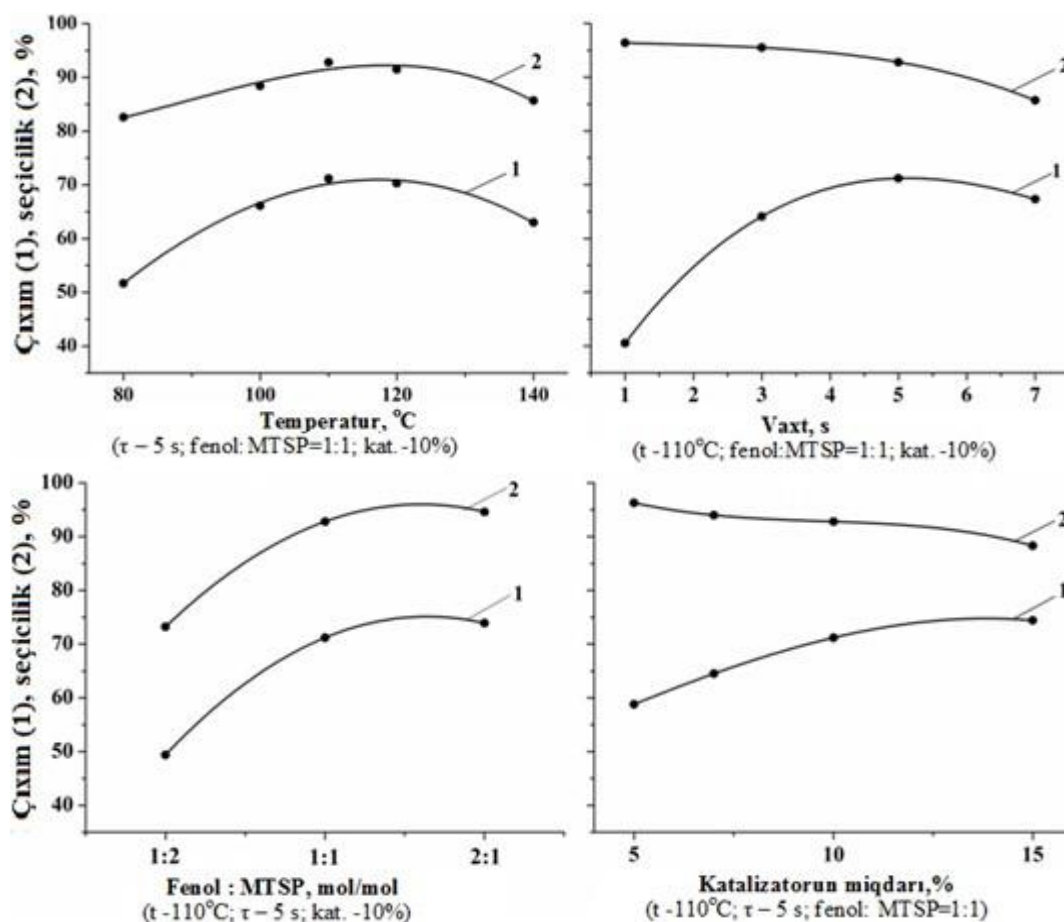 Çıxım (1), seçicilik (2), %
100
90
80
70
60
50
40
2
1
80 100 120 140
Temperatur, °C
(τ – 5 s; fenol: MTSP=1:1; kat. -10%)
2
1
1 2 3 4 5 6 7
Vaxt, s
(t -110°C; fenol:MTSP=1:1; kat. -10%)
Çıxım (1), seçicilik (2), %
100
90
80
70
60
50
40
2
1
1:2 1:1 2:1
Fenol : MTSP, mol/mol
(t -110°C; τ – 5 s; kat. -10%)
2
1
5 10 15
Katalizatorun miqdarı,%
(t -110°C; τ – 5 s; fenol: MTSP=1:1)